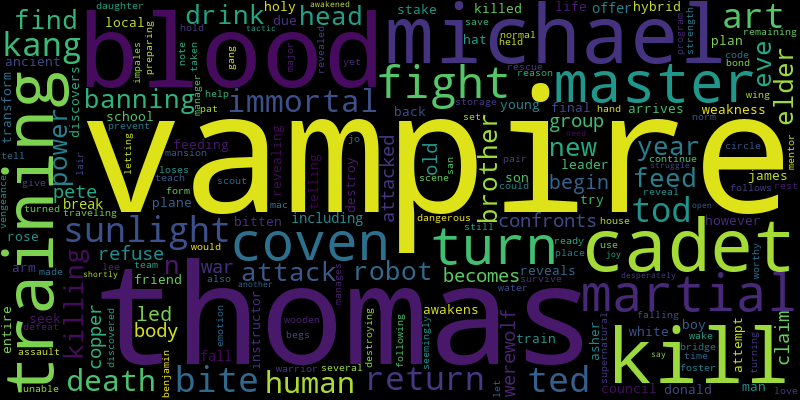 vampire
thomas
blood
michael
kill
cadet
training
master
turn
coven
fight
martial
sunlight
immortal
human
attack
death
bite
return
ted
tod
new
feed
year
brother
art
kang
find
drink
head
banning
power
pete
killing
refuse
war
robot
becomes
led
body
copper
werewolf
begin
group
old
eve
elder
claim
confronts
attacked
destroy
telling
revealing
feeding
bitten
including
daughter
local
holy
due
killed
stake
hat
offer
life
hybrid
awakened
tactic
save
normal
held
strength
program
remaining
code
bond
plan
wing
ancient
transform
discovers
impales
preparing
note
taken
hold
gang
manager
major
revealed
yet
rescue
reason
storage
young
final
hand
arrives
weakness
norm
circle
mentor
continue
struggle
james
rest
need
school
prevent
letting
help
pat
back
set
jo
san
leader
son
pair
could
scene
try
reveal
follows
however
break
loses
teach
mansion
form
scout
lair
tell
give
turned
vengeance
rose
traveling
plane
mac
dangerous
house
use
joy
open
worthy
still
ready
place
reveals
survive
water
desperately
supernatural
arm
made
seek
shortly
lee
team
friend
would
also
another
n
manages
entire
defeat
assault
unable
discovered
benjamin
fall
emotion
instructor
wooden
begs
warrior
several
destroying
following
seemingly
awakens
train
let
asher
white
boy
falling
wake
bridge
time
foster
say
council
donald
man
love
attempt
turning